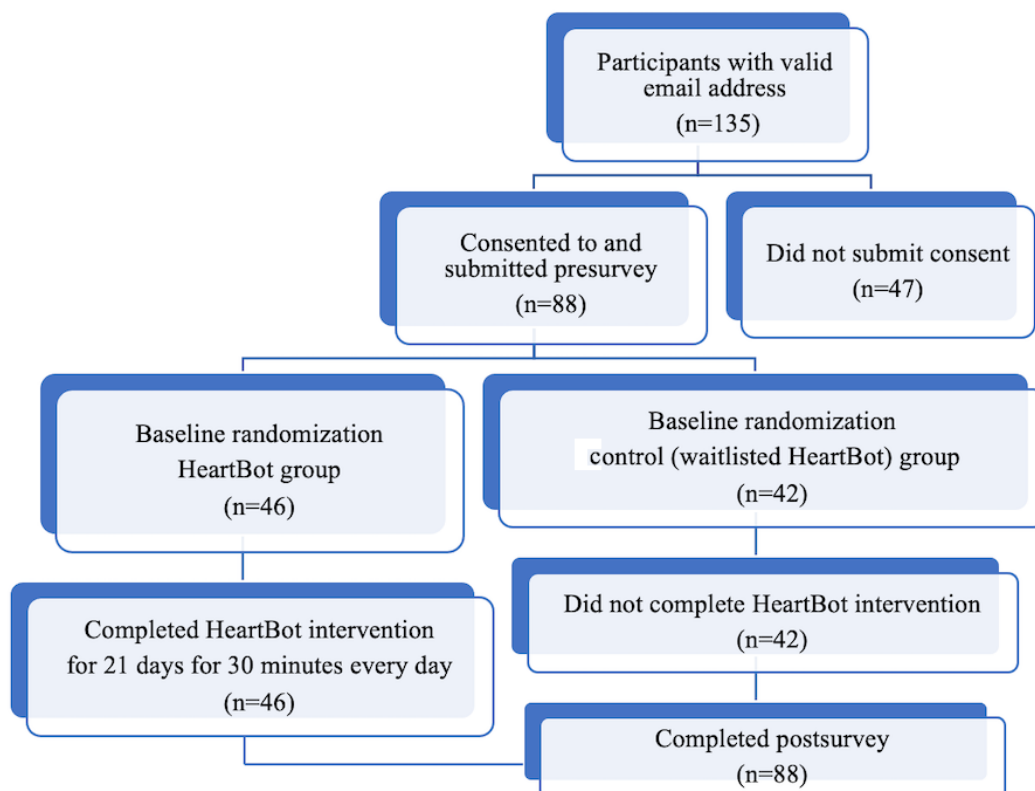 Participants with valid
email address
(n=135)
Consented to and
submitted presurvey
(n=88)
Did not submit consent
(n=47)
Baseline randomization
HeartBot group
(n=46)
Baseline randomization
control (waitlisted HeartBot) group
(n=42)
Completed HeartBot intervention
for 21 days for 30 minutes every day
(n=46)
Did not complete HeartBot intervention
(n=42)
Completed postsurvey
(n=88)